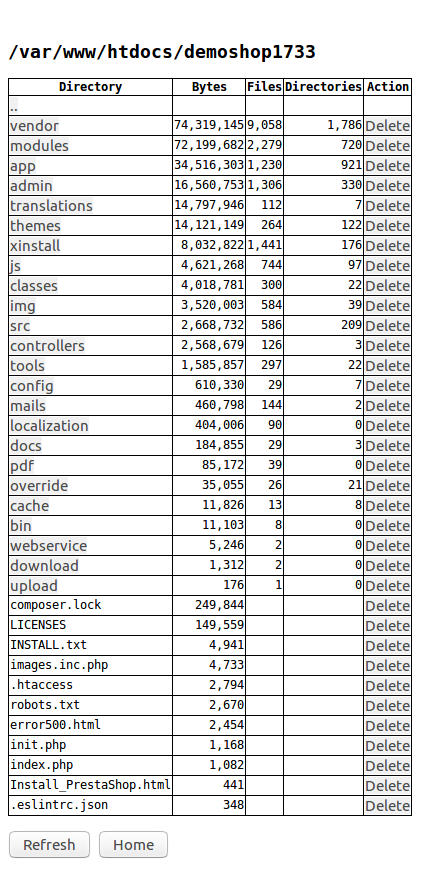 /var/www/htdocs/demoshop1733
Directory Bytes Files Directories Action
..
vendor 74,319,145 9,058 1,786 Delete
modules 72,199,682 2,279 720 Delete
app 34,516,303 1,230 921 Delete
admin 16,560,753 1,306 330 Delete
translations 14,797,946 112 7 Delete
themes 14,121,149 264 122 Delete
xinstall 8,032,822 1,441 176 Delete
js 4,621,268 744 97 Delete
classes 4,018,781 300 22 Delete
img 3,520,003 584 39 Delete
src 2,668,732 586 209 Delete
controllers 2,568,679 126 3 Delete
tools 1,585,857 297 22 Delete
config 610,330 29 7 Delete
mails 460,798 144 2 Delete
localization 404,006 90 0 Delete
docs 184,855 29 3 Delete
pdf 85,172 39 0 Delete
override 35,055 26 21 Delete
cache 11,826 13 8 Delete
bin 11,103 8 0 Delete
webservice 5,246 2 0 Delete
download 1,312 2 0 Delete
upload 176 1 0 Delete
composer.lock 249,844 Delete
LICENSES 149,559 Delete
INSTALL.txt 4,941 Delete
images.inc.php 4,733 Delete
.htaccess 2,794 Delete
robots.txt 2,670 Delete
error500.html 2,454 Delete
init.php 1,168 Delete
index.php 1,082 Delete
Install_PrestaShop.html 441 Delete
.eslintrc.json 348 Delete
Refresh Home